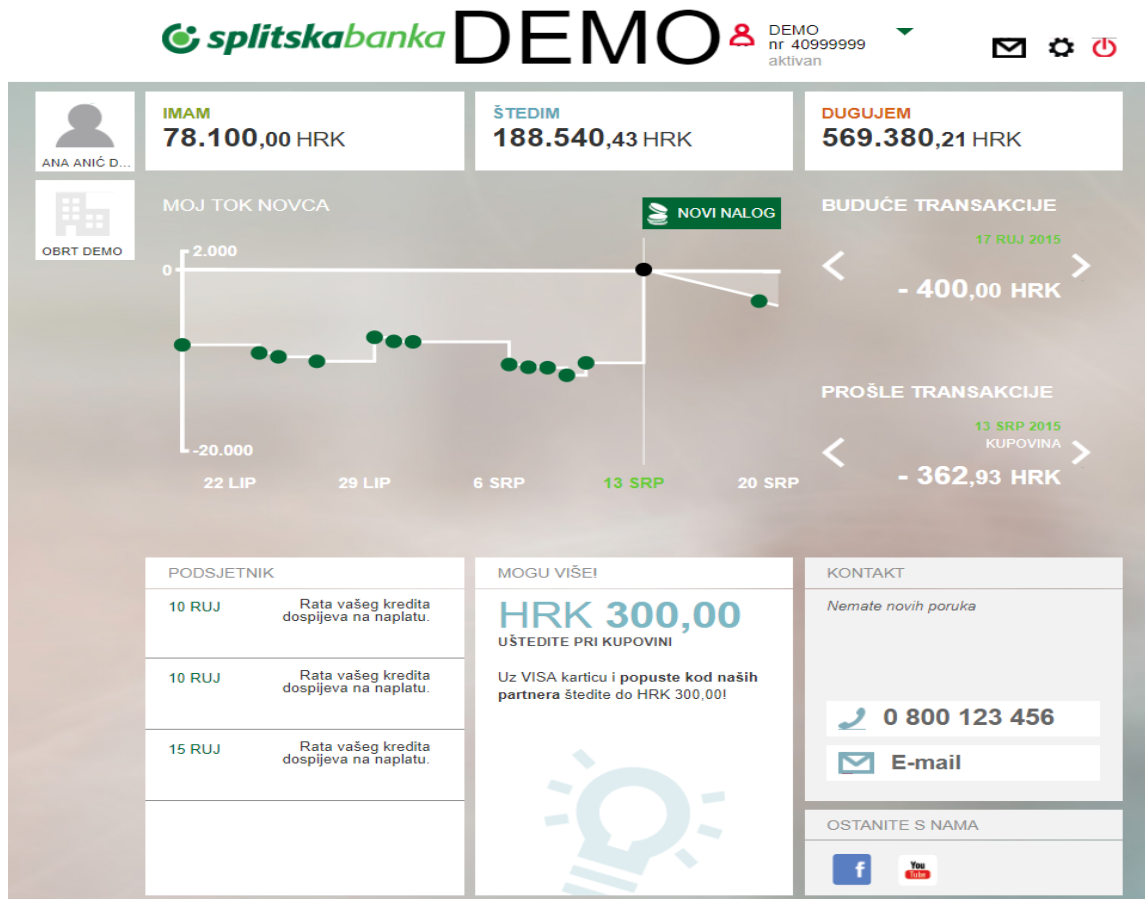 splitskabanka DEMO
DEMO
nr 40999999
aktivan
ANA ANIĆ D...
OBRT DEMO
IMAM
78.100,00 HRK
ŠTEDIM
188.540,43 HRK
DUGUJEM
569.380,21 HRK
MOJ TOK NOVCA
NOVI NALOG
2.000
0
-20.000
22 LIP
29 LIP
6 SRP
13 SRP
20 SRP
BUDUĆE TRANSAKCIJE
17 RUJ 2015
- 400,00 HRK
PROŠLE TRANSAKCIJE
13 SRP 2015
KUPOVINA
- 362,93 HRK
PODSJETNIK
10 RUJ
Rata vašeg kredita
dospijeva na naplatu.
10 RUJ
Rata vašeg kredita
dospijeva na naplatu.
15 RUJ
Rata vašeg kredita
dospijeva na naplatu.
MOGU VIŠE!
HRK 300,00
UŠTEDITE PRI KUPOVINI
Uz VISA karticu i popuste kod naših
partnera štedite do HRK 300,00!
KONTAKT
Nemate novih poruka
0 800 123 456
E-mail
OSTANITE S NAMA
f
You
Tube